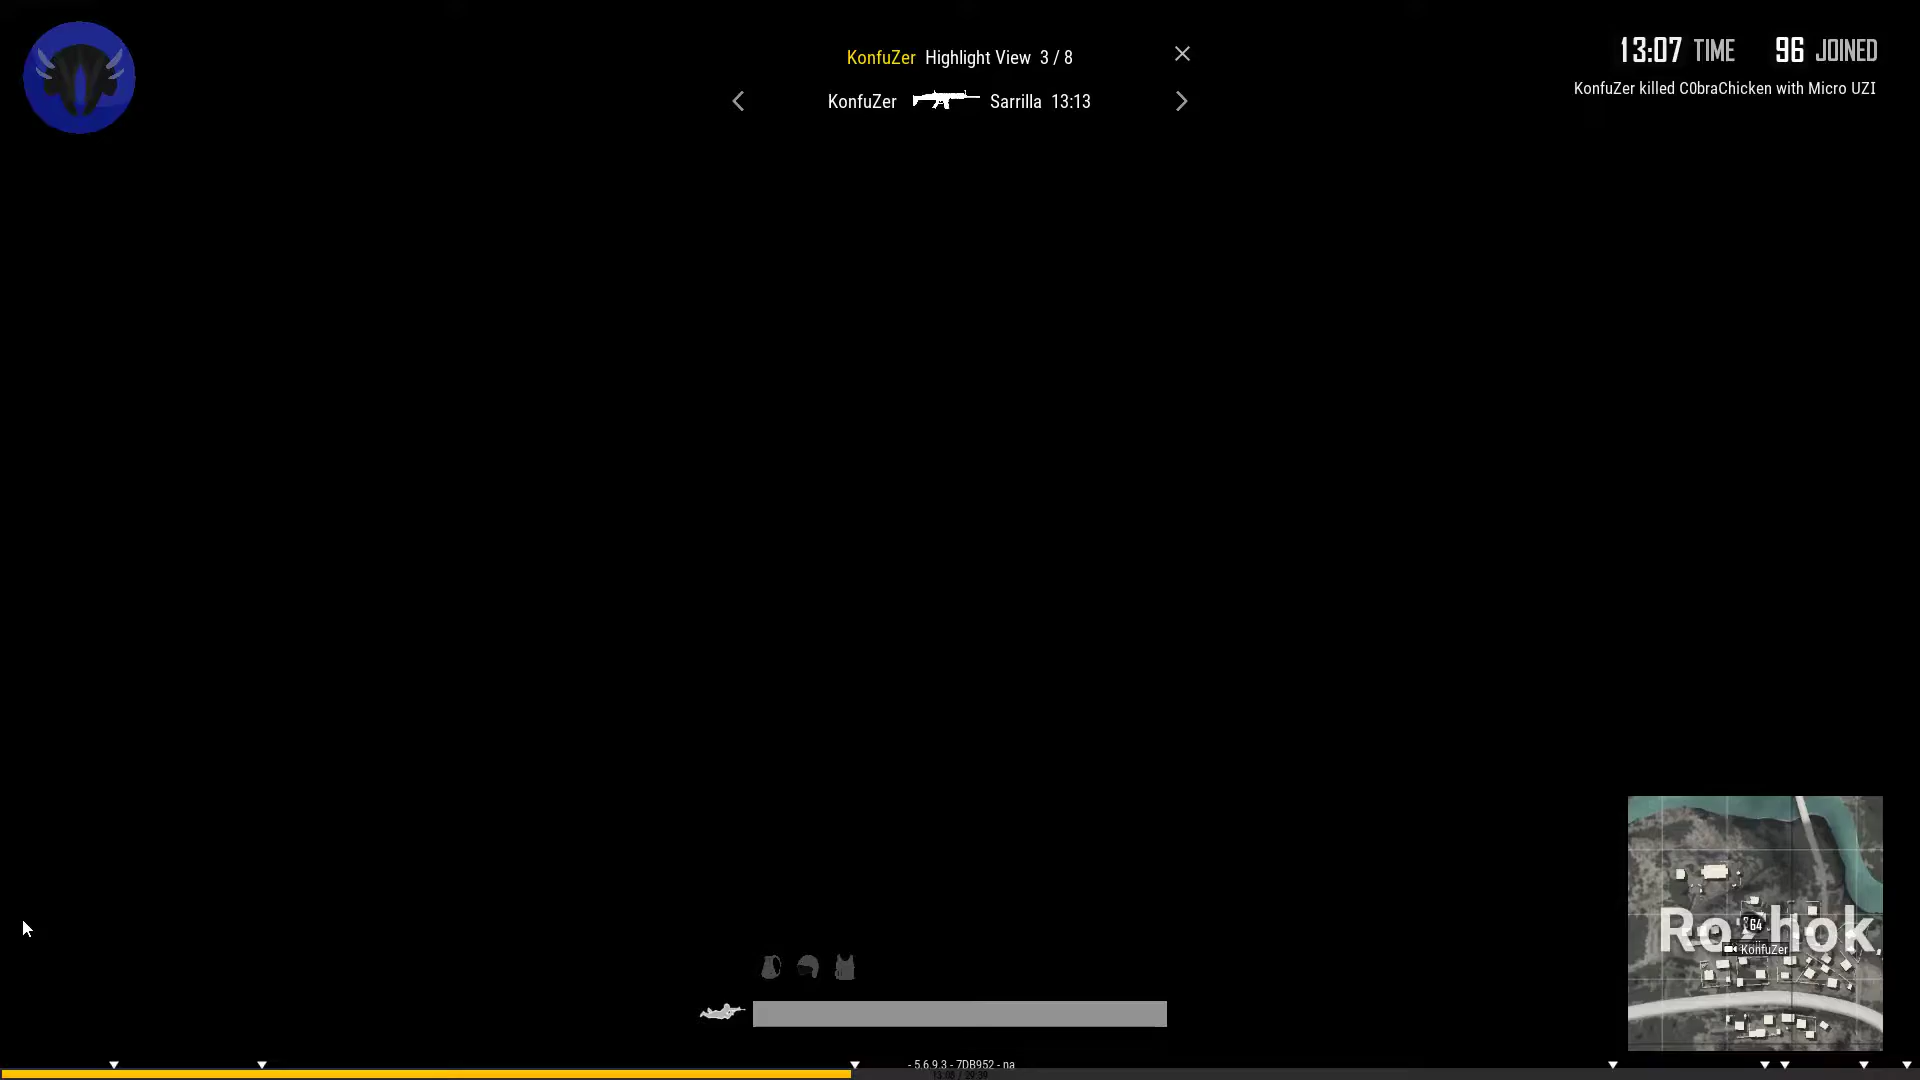 KonfuZer Highlight View 3 / 8
KonfuZer Sarrilla 13:13
13:07 TIME 96 JOINED
KonfuZer killed C0braChicken with Micro UZI
64
KonfuZer
- 5.6.9.3 - 7DB952 - na